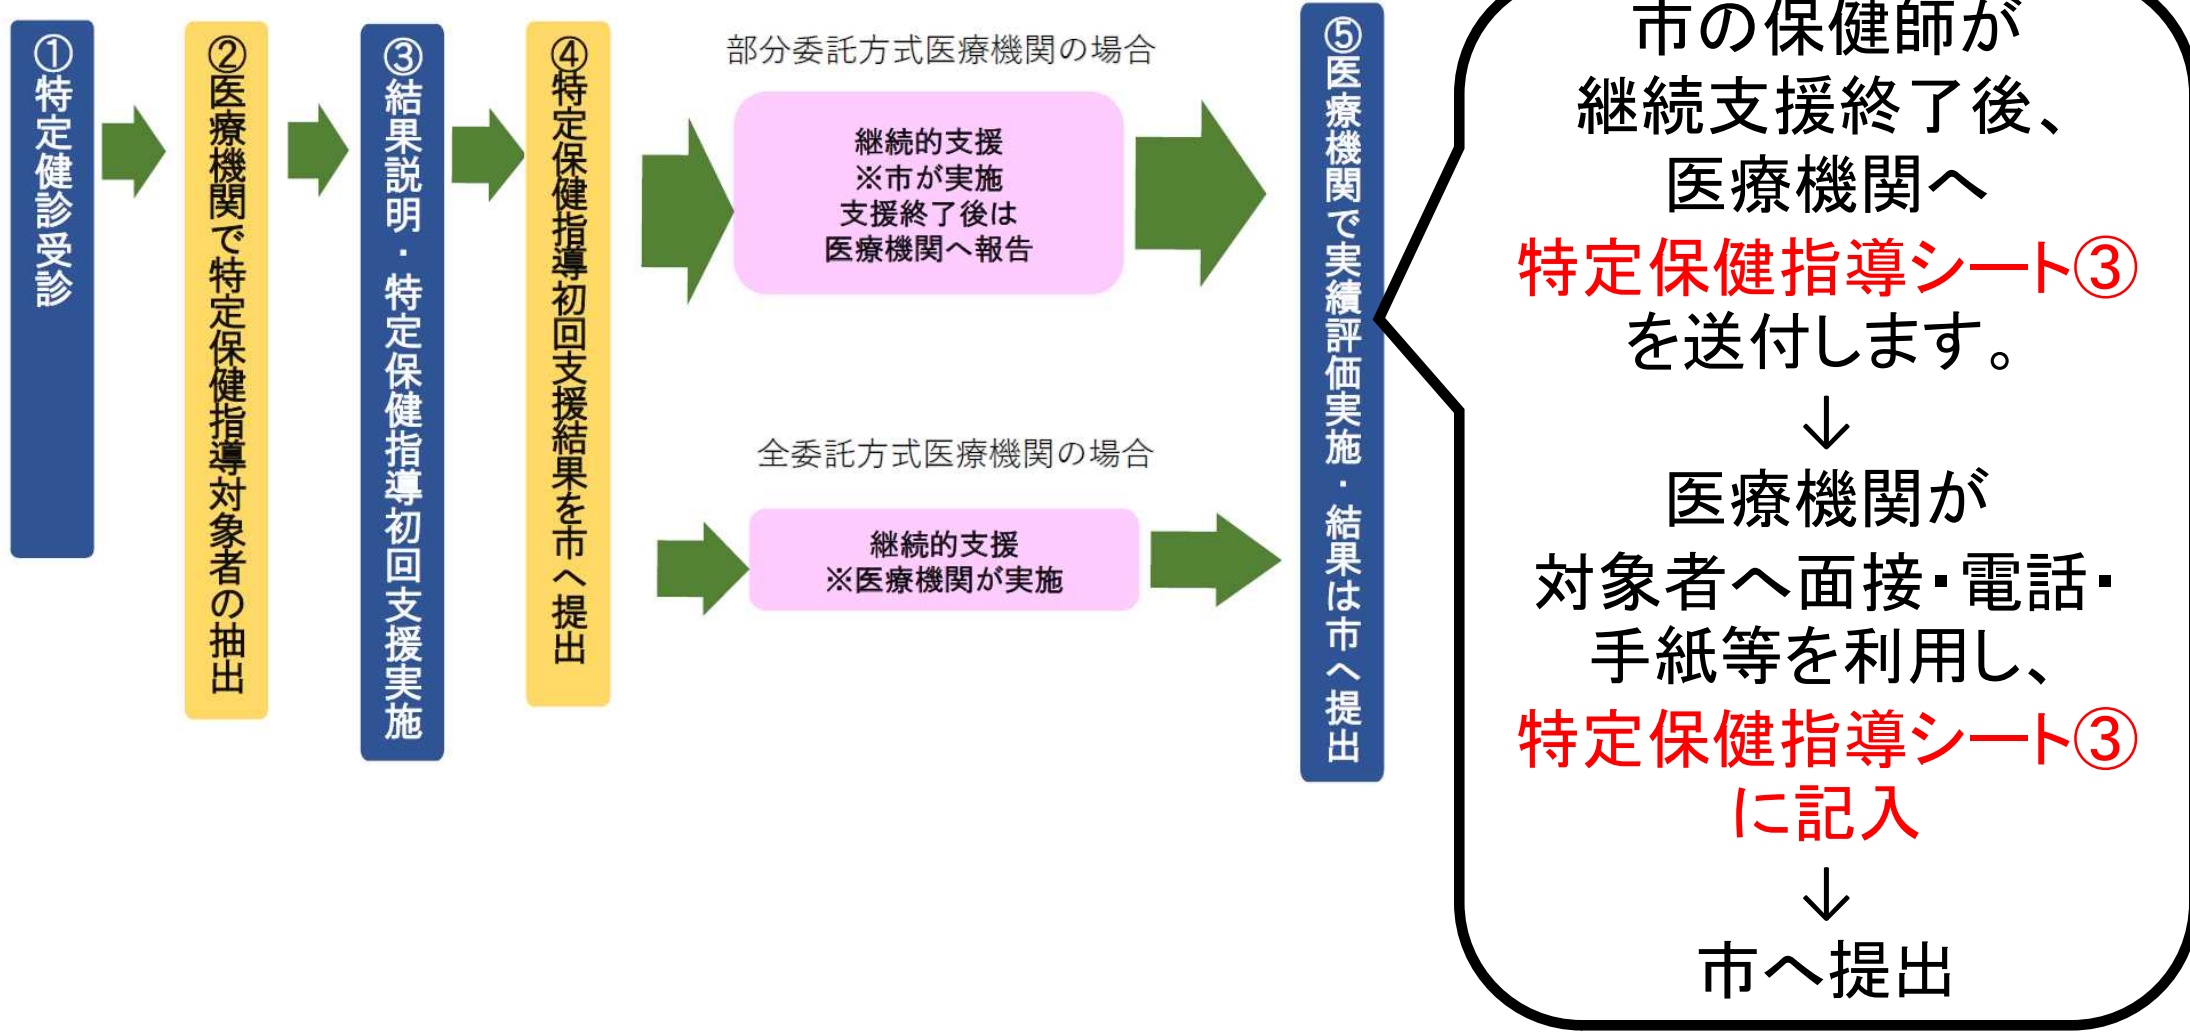 ①特定健診受診
②医療機関で特定保健指導対象者の抽出
③結果説明・特定保健指導初回支援実施
④特定保健指導初回支援結果を市へ提出
部分委託方式医療機関の場合
継続的支援
※市が実施
支援終了後は
医療機関へ報告
全委託方式医療機関の場合
継続的支援
※医療機関が実施
⑤医療機関で実績評価実施・結果は市へ提出
市の保健師が
継続支援終了後、
医療機関へ
特定保健指導シート③
を送付します。
↓
医療機関が
対象者へ面接・電話・
手紙等を利用し、
特定保健指導シート③
に記入
↓
市へ提出